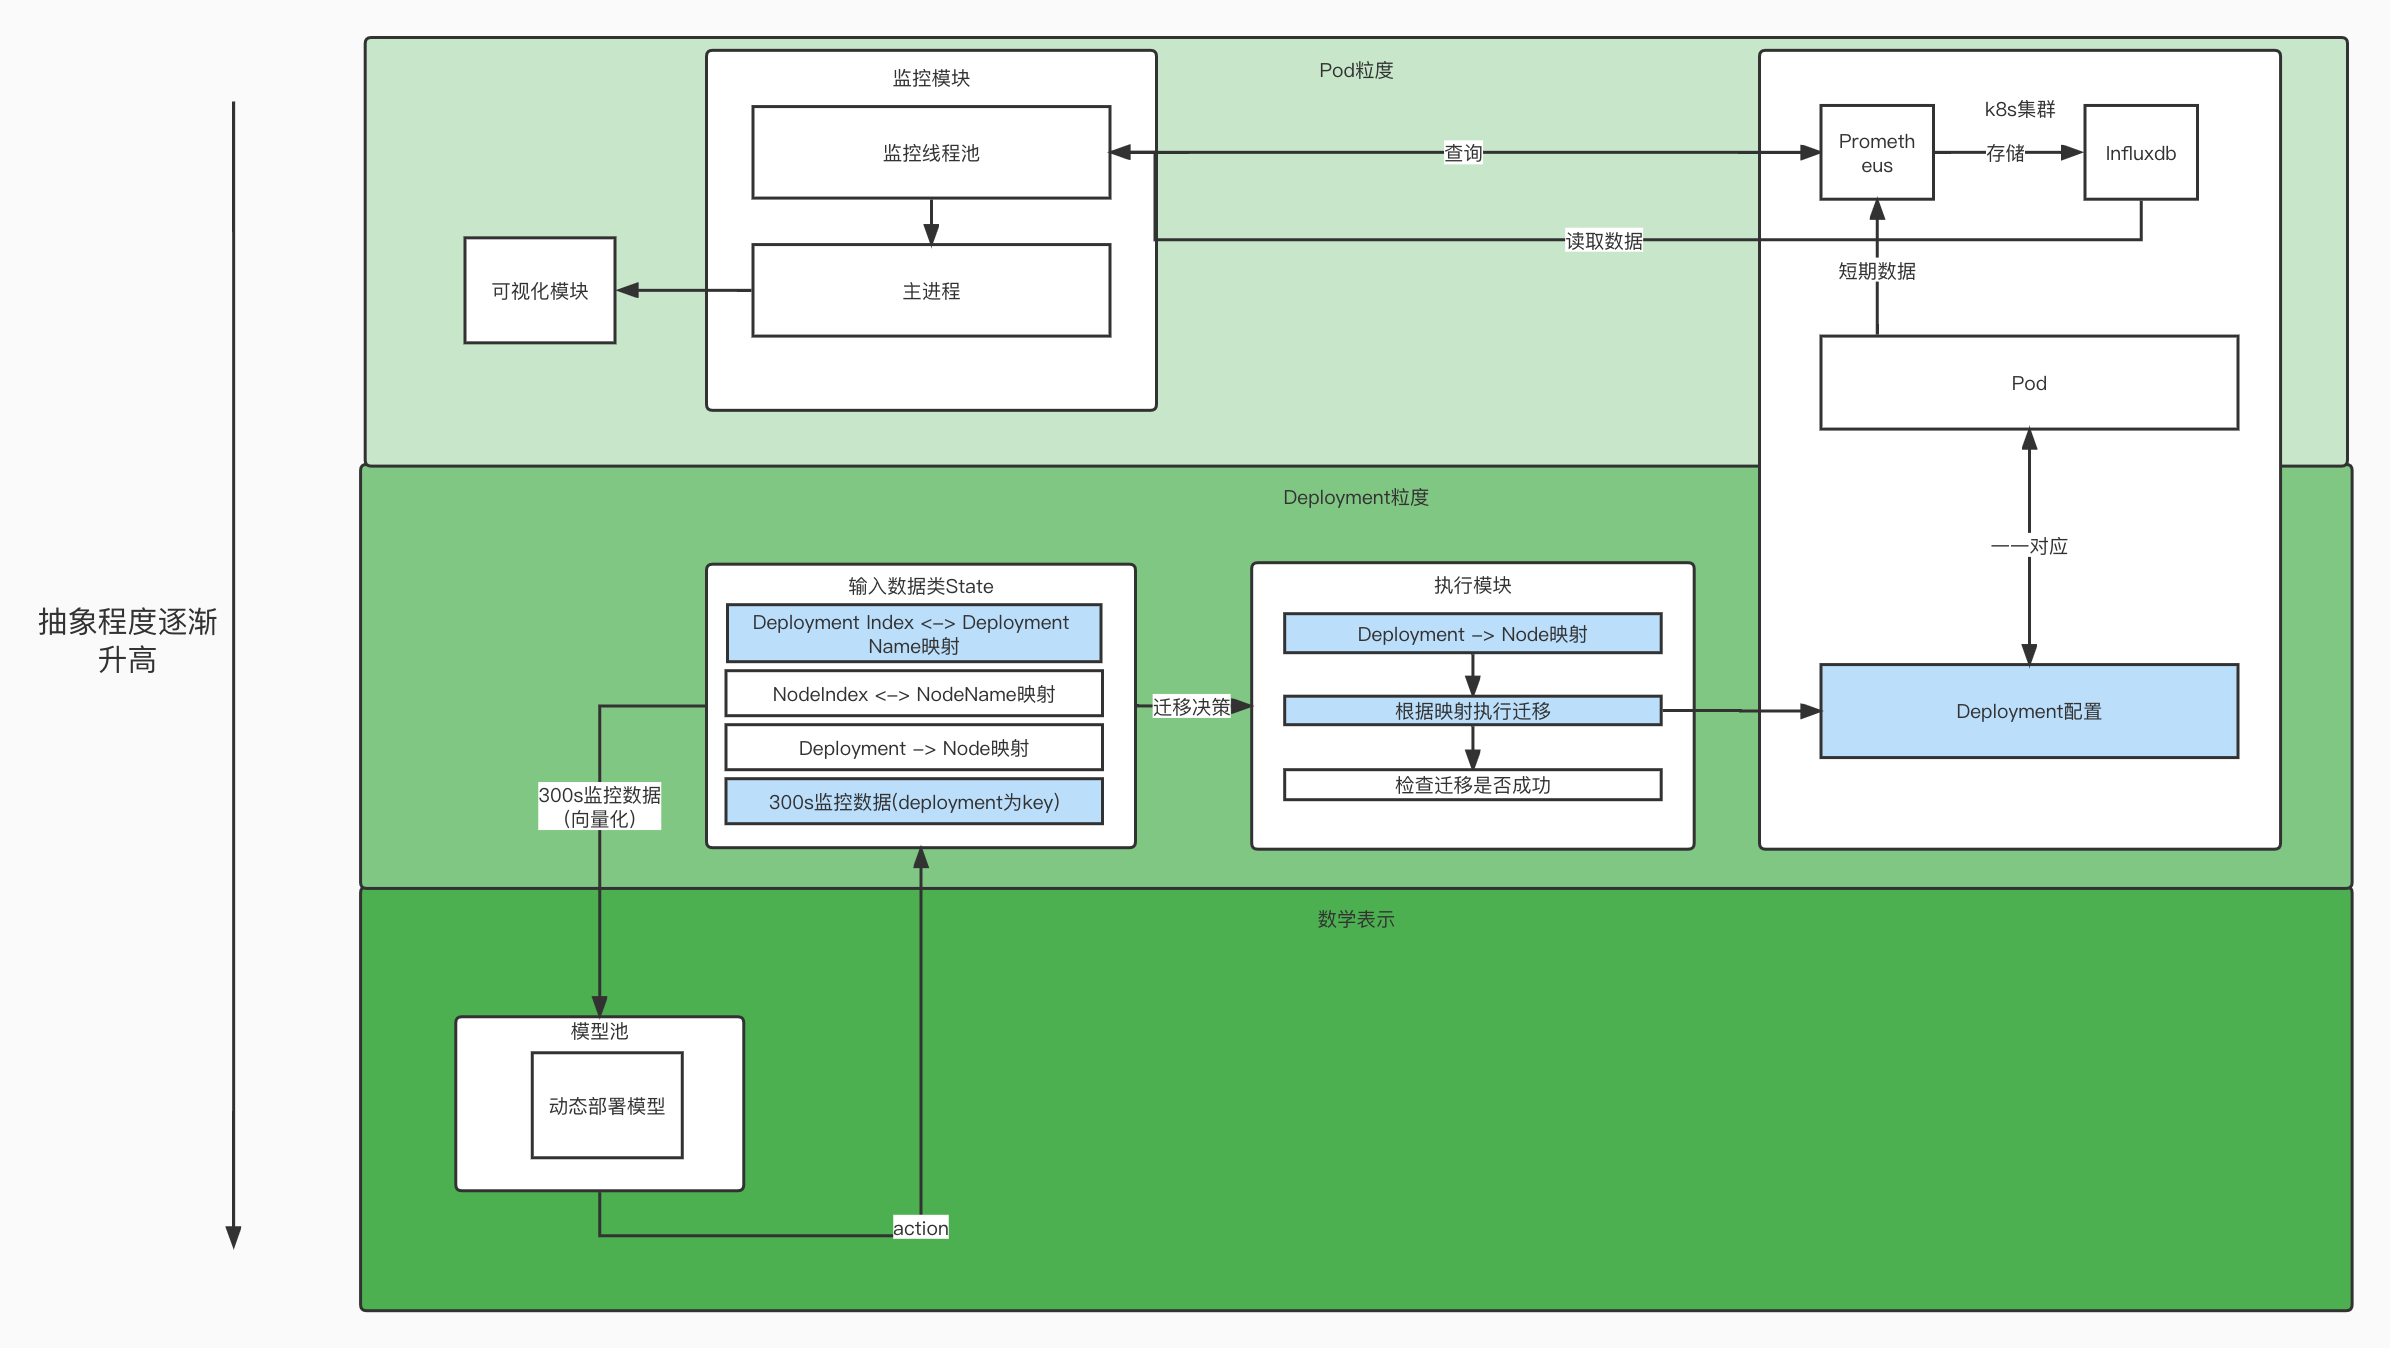 Pod粒度
监控模块
监控线程池
主进程
可视化模块
查询
读取数据
k8s集群
Prometh
eus
存储
Influxdb
短期数据
Pod
一一对应
Deployment配置
Deployment粒度
输入数据类State
Deployment Index <-> Deployment
Name映射
NodeIndex <-> NodeName映射
Deployment -> Node映射
300s监控数据(deployment为key)
迁移决策
执行模块
Deployment -> Node映射
根据映射执行迁移
检查迁移是否成功
抽象程度逐渐
升高
300s监控数据
(向量化)
数学表示
模型池
动态部署模型
action